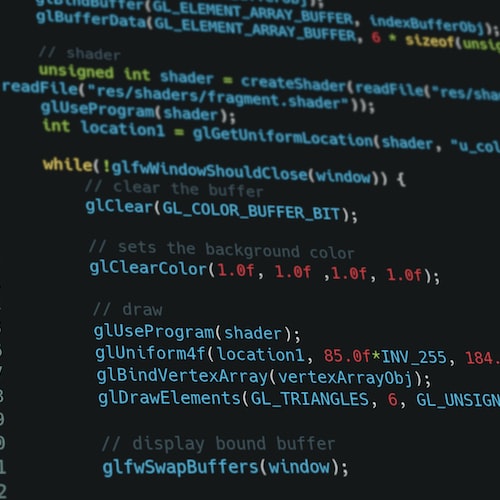 glBindBuffer(GL_ELEMENT_ARRAY_BUFFER, indexBufferObj);
glBufferData(GL_ELEMENT_ARRAY_BUFFER, 6 * sizeof(unsig
// shader
unsigned int shader = createShader(readFile("res/sha
readFile("res/shaders/fragment.shader"));
glUseProgram(shader);
int location1 = glGetUniformLocation(shader, "u_col
while(!glfwWindowShouldClose(window)) {
// clear the buffer
glClear(GL_COLOR_BUFFER_BIT);
// sets the background color
glClearColor(1.0f, 1.0f ,1.0f, 1.0f);
// draw
glUseProgram(shader);
glUniform4f(location1, 85.0f*INV_255, 184.
glBindVertexArray(vertexArrayObj);
glDrawElements(GL_TRIANGLES, 6, GL_UNSIGN
// display bound buffer
glfwSwapBuffers(window);